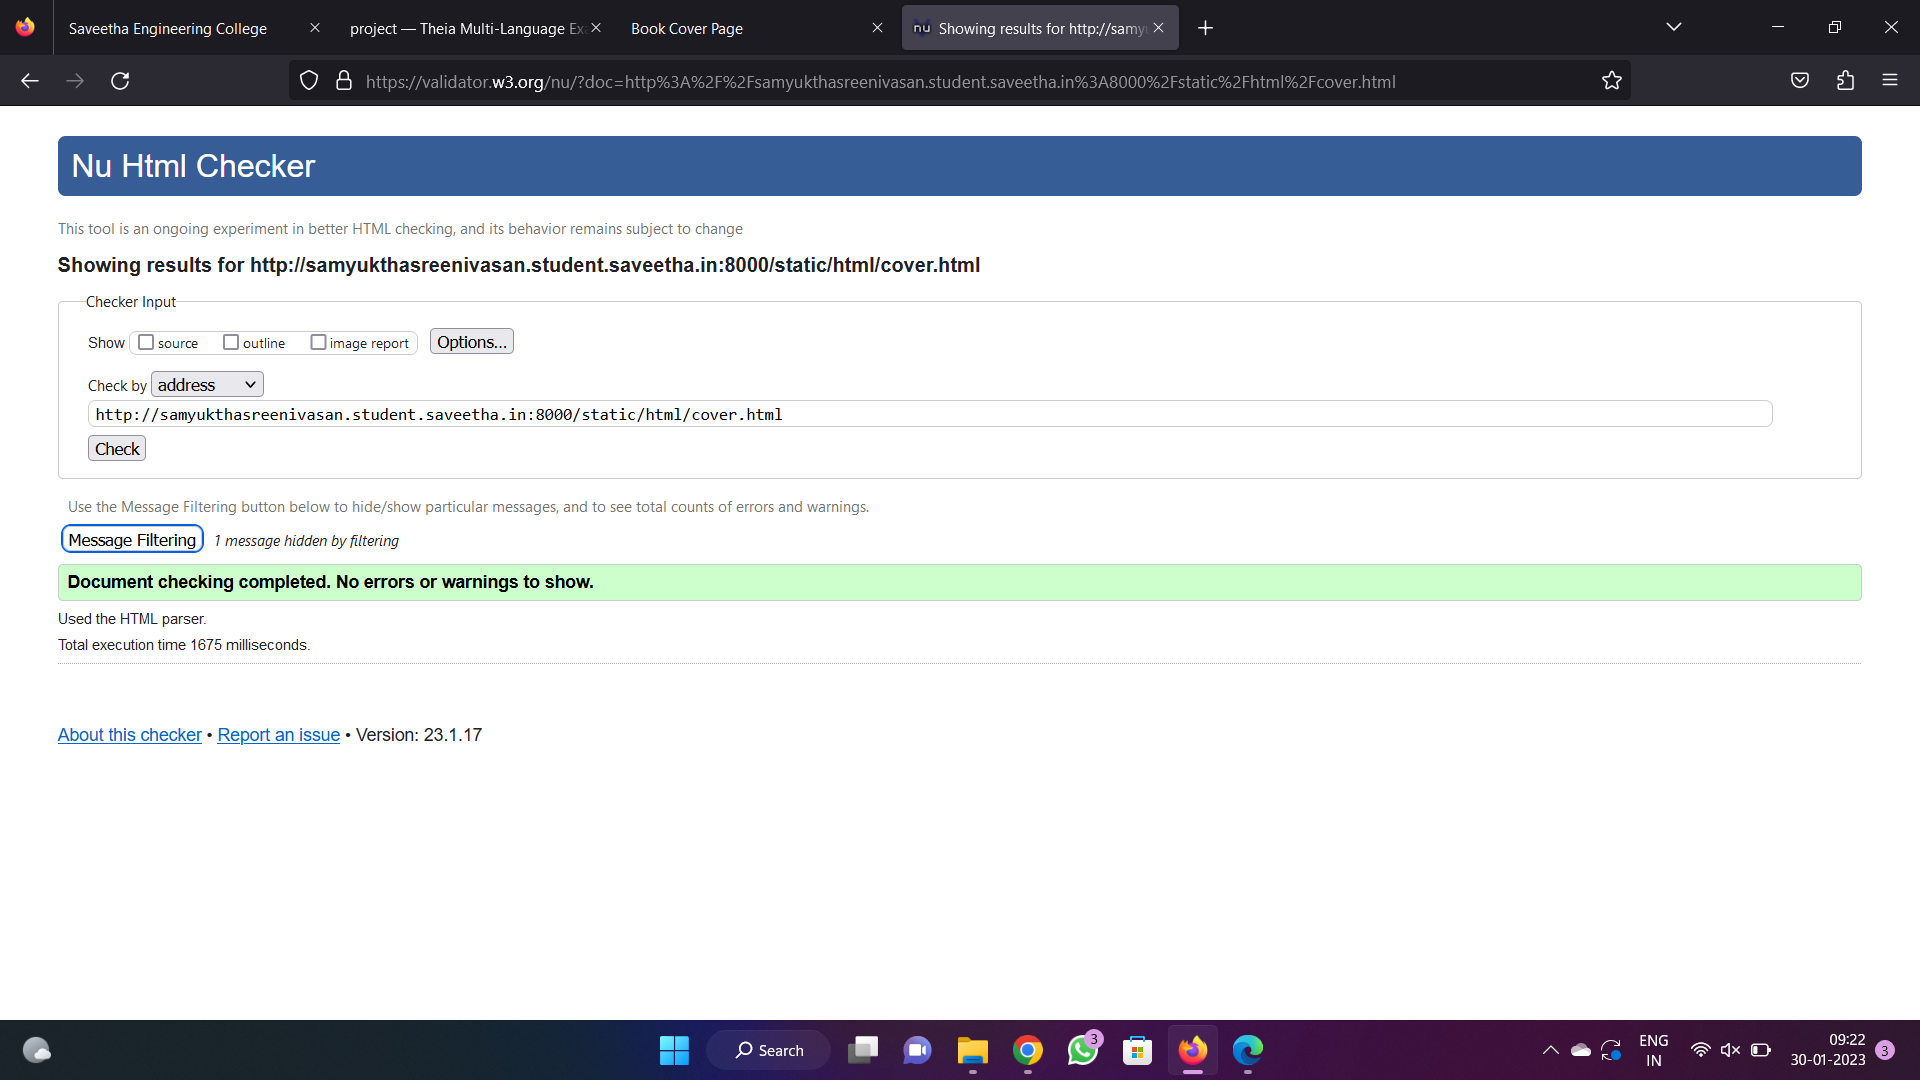 Saveetha Engineering College
project — Theia Multi-Language Ex
Book Cover Page
nu Showing results for http://samyu
https://validator.w3.org/nu/?doc=http%3A%2F%2Fsamyukthasreenivasan.student.saveetha.in%3A8000%2Fstatic%2Fhtml%2Fcover.html
Nu Html Checker
This tool is an ongoing experiment in better HTML checking, and its behavior remains subject to change
Showing results for http://samyukthasreenivasan.student.saveetha.in:8000/static/html/cover.html
Checker Input
Show source outline image report Options...
Check by address
http://samyukthasreenivasan.student.saveetha.in:8000/static/html/cover.html
Check
Use the Message Filtering button below to hide/show particular messages, and to see total counts of errors and warnings.
Message Filtering 1 message hidden by filtering
Document checking completed. No errors or warnings to show.
Used the HTML parser.
Total execution time 1675 milliseconds.
About this checker • Report an issue • Version: 23.1.17
Search
3
ENG
IN
09:22
30-01-2023
3